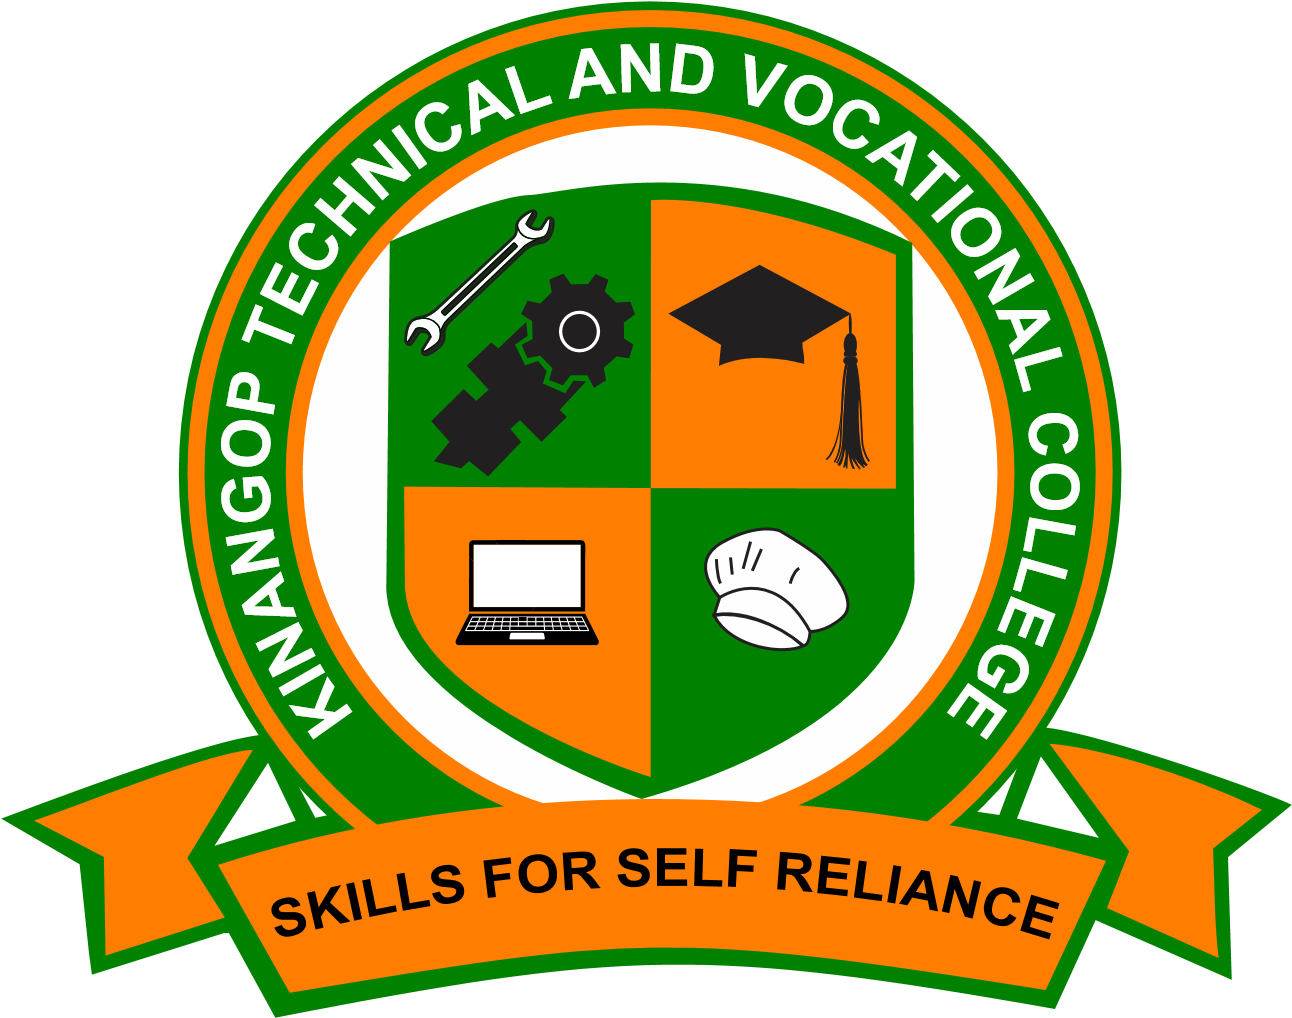 KINANGOP TECHNICAL AND VOCATIONAL COLLEGE
SKILLS FOR SELF RELIANCE